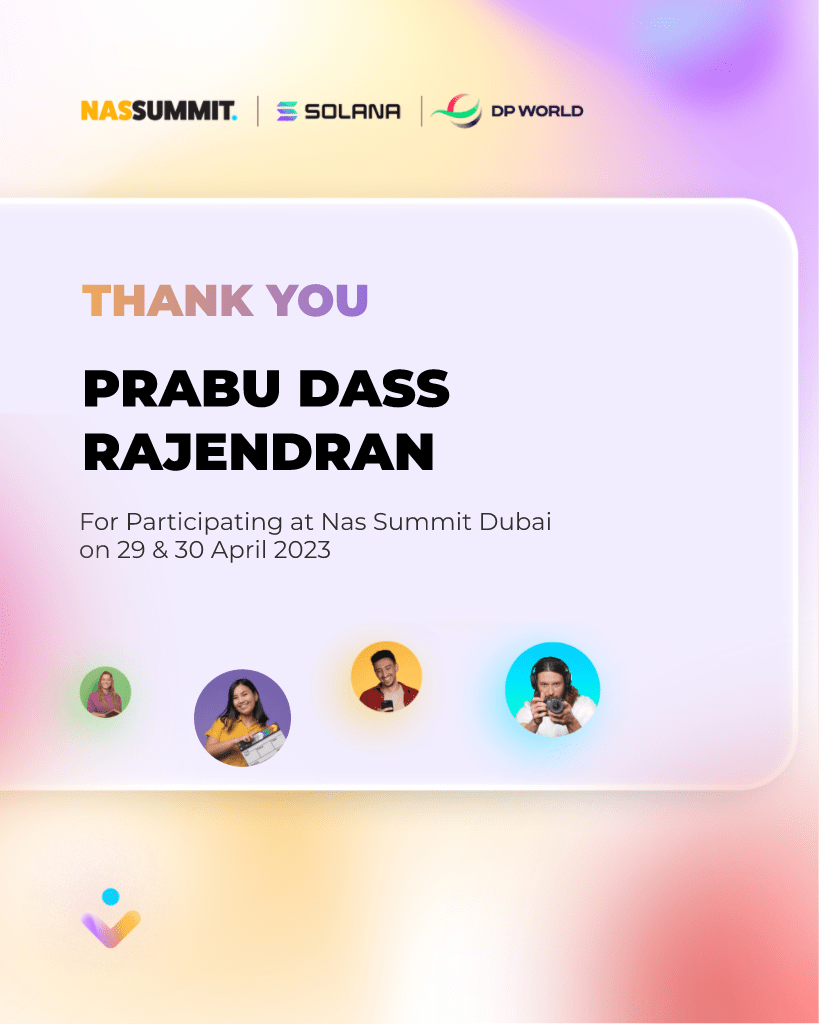 NASSUMMIT. SOLANA DP WORLD
THANK YOU
PRABU DASS
RAJENDRAN
For Participating at Nas Summit Dubai
on 29 & 30 April 2023